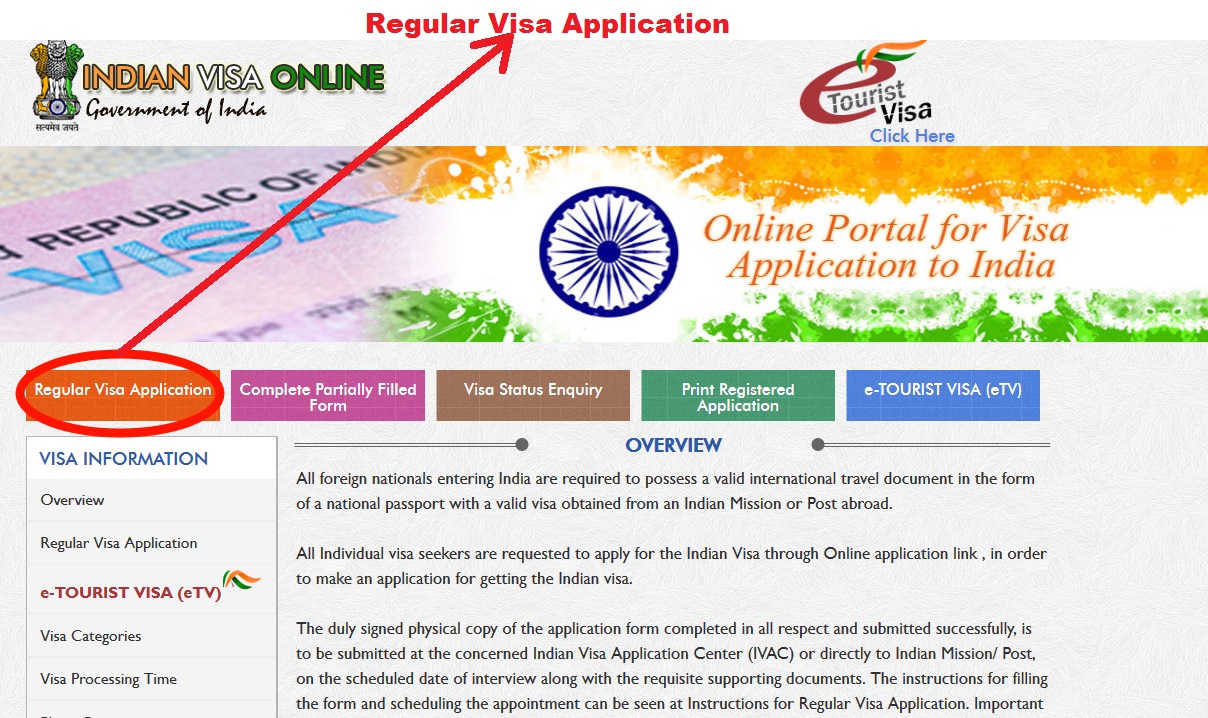 Regular Visa Application
INDIAN VISA ONLINE
Government of India
सत्यमेव जयते
e Tourist
Visa
Click Here
REPUBLIC OF INDIA
VISA
Online Portal for Visa
Application to India
Regular Visa Application
Complete Partially Filled
Form
Visa Status Enquiry
Print Registered
Application
e-TOURIST VISA (eTV)
VISA INFORMATION
Overview
Regular Visa Application
e-TOURIST VISA (eTV)
Visa Categories
Visa Processing Time
OVERVIEW
All foreign nationals entering India are required to possess a valid international travel document in the form
of a national passport with a valid visa obtained from an Indian Mission or Post abroad.
All Individual visa seekers are requested to apply for the Indian Visa through Online application link , in order
to make an application for getting the Indian visa.
The duly signed physical copy of the application form completed in all respect and submitted successfully, is
to be submitted at the concerned Indian Visa Application Center (IVAC) or directly to Indian Mission/ Post,
on the scheduled date of interview along with the requisite supporting documents. The instructions for filling
the form and scheduling the appointment can be seen at Instructions for Regular Visa Application. Important